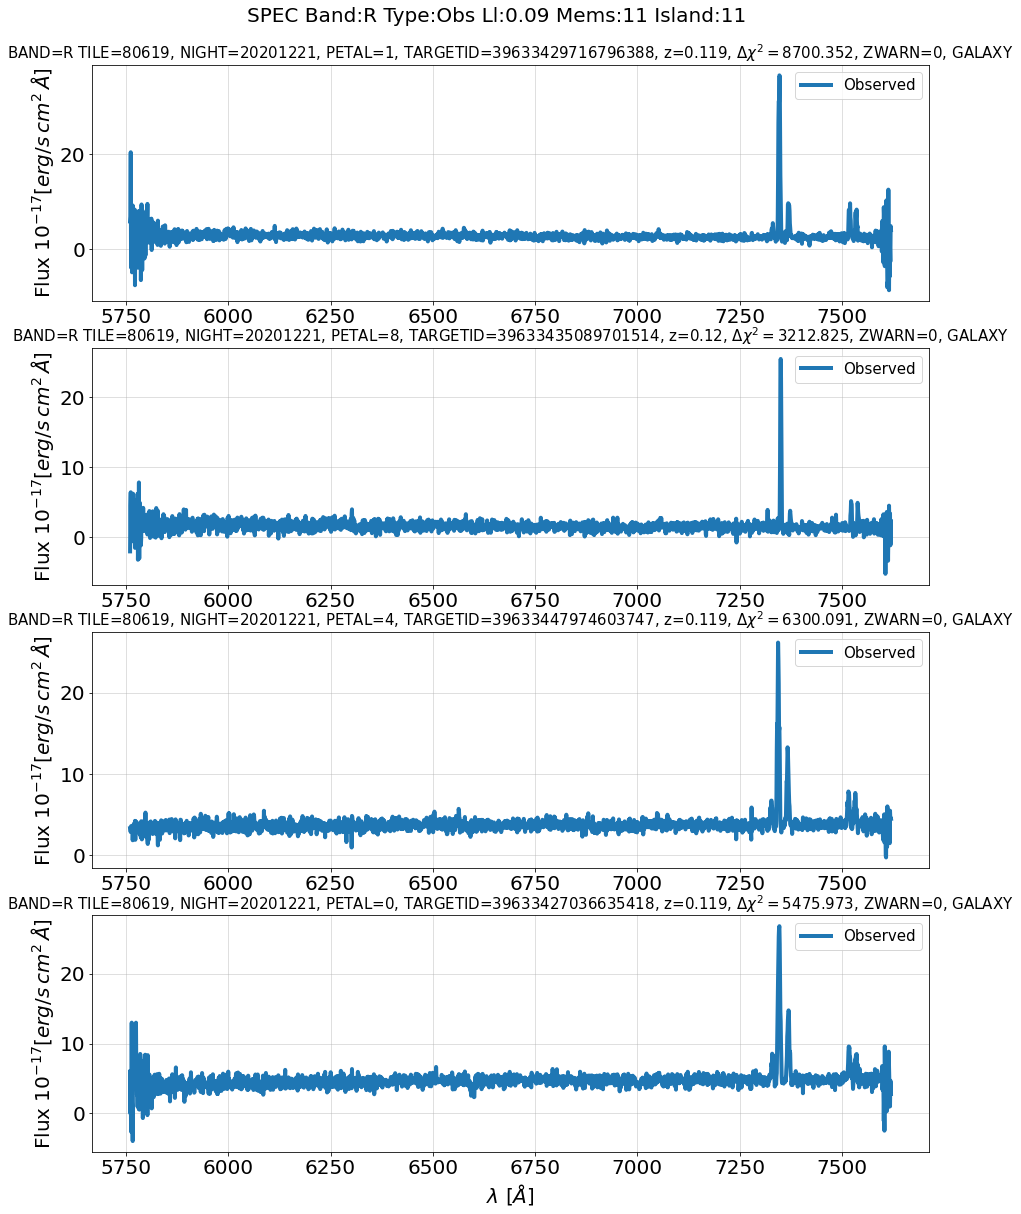 SPEC Band:R Type:Obs Ll:0.09 Mems:11 Island:11
BAND=R TILE=80619, NIGHT=20201221, PETAL=1, TARGETID=39633429716796388, z=0.119, Δχ² = 8700.352, ZWARN=0, GALAXY
Flux 10⁻¹⁷[erg/s cm² Å]
20
0
Observed
5750 6000 6250 6500 6750 7000 7250 7500
BAND=R TILE=80619, NIGHT=20201221, PETAL=8, TARGETID=39633435089701514, z=0.12, Δχ² = 3212.825, ZWARN=0, GALAXY
Flux 10⁻¹⁷[erg/s cm² Å]
20
10
0
Observed
5750 6000 6250 6500 6750 7000 7250 7500
BAND=R TILE=80619, NIGHT=20201221, PETAL=4, TARGETID=39633447974603747, z=0.119, Δχ² = 6300.091, ZWARN=0, GALAXY
Flux 10⁻¹⁷[erg/s cm² Å]
20
10
0
Observed
5750 6000 6250 6500 6750 7000 7250 7500
BAND=R TILE=80619, NIGHT=20201221, PETAL=0, TARGETID=39633427036635418, z=0.119, Δχ² = 5475.973, ZWARN=0, GALAXY
Flux 10⁻¹⁷[erg/s cm² Å]
20
10
0
Observed
5750 6000 6250 6500 6750 7000 7250 7500
λ [Å]